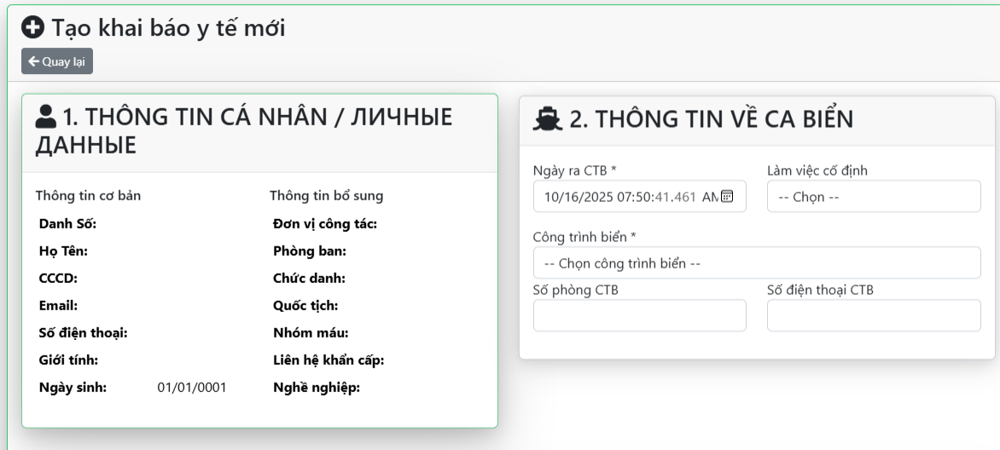 Tạo khai báo y tế mới
Quay lại
1. THÔNG TIN CÁ NHÂN / ЛИЧНЫЕ
ДАННЫЕ
Thông tin cơ bản
Danh Số:
Họ Tên:
CCCD:
Email:
Số điện thoại:
Giới tính:
Ngày sinh: 01/01/0001
Thông tin bổ sung
Đơn vị công tác:
Phòng ban:
Chức danh:
Quốc tịch:
Nhóm máu:
Liên hệ khẩn cấp:
Nghề nghiệp:
2. THÔNG TIN VỀ CA BIỂN
Ngày ra CTB *
10/16/2025 07:50:41.461 AM
Làm việc cố định
-- Chọn --
Công trình biển *
-- Chọn công trình biển --
Số phòng CTB
Số điện thoại CTB